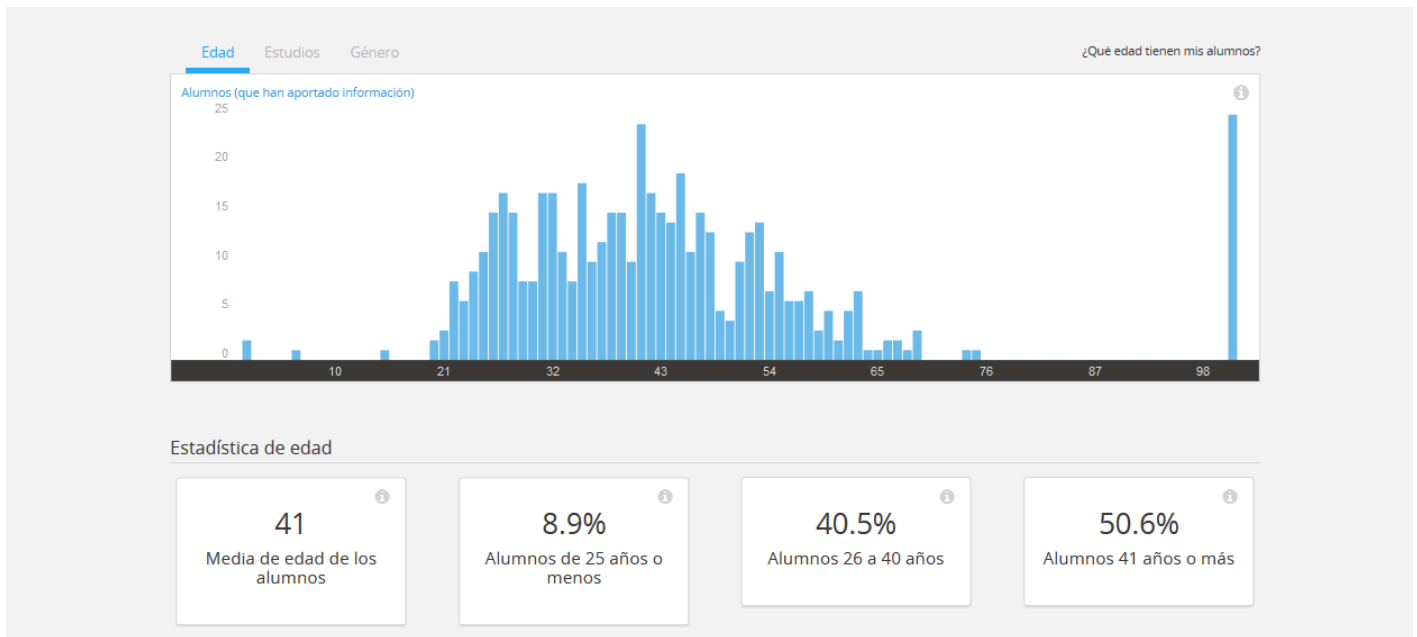 Edad Estudios Género ¿Qué edad tienen mis alumnos?
Alumnos (que han aportado información)
25
20
15
10
5
0
10 21 32 43 54 65 76 87 98
Estadística de edad
41
Media de edad de los
alumnos
8.9%
Alumnos de 25 años o
menos
40.5%
Alumnos 26 a 40 años
50.6%
Alumnos 41 años o más